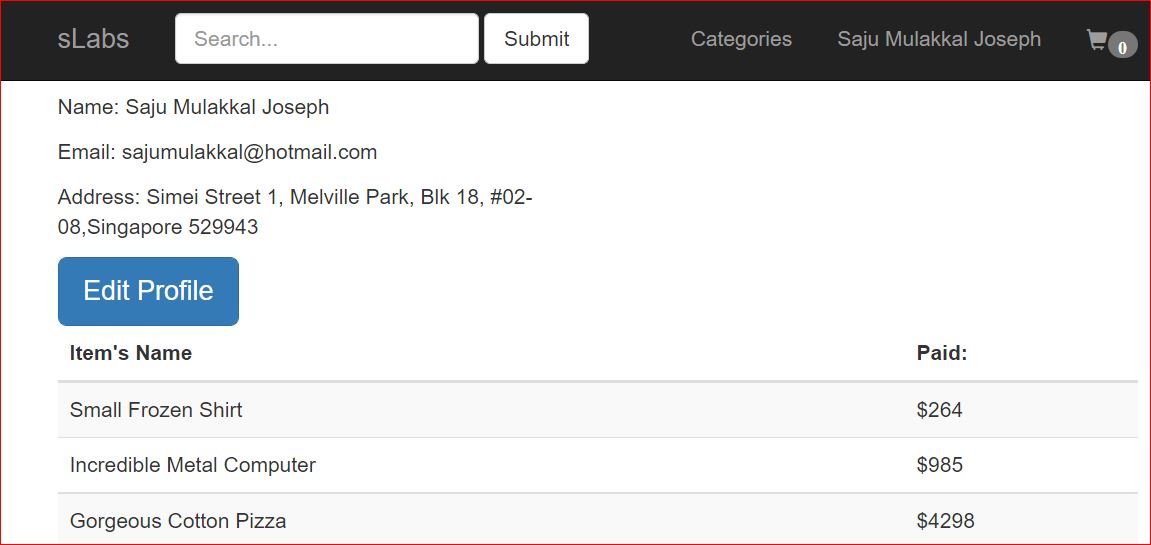 sLabs Search... Submit Categories Saju Mulakkal Joseph 0
Name: Saju Mulakkal Joseph
Email: sajumulakkal@hotmail.com
Address: Simei Street 1, Melville Park, Blk 18, #02-
08,Singapore 529943
Edit Profile
Item's Name Paid:
Small Frozen Shirt $264
Incredible Metal Computer $985
Gorgeous Cotton Pizza $4298